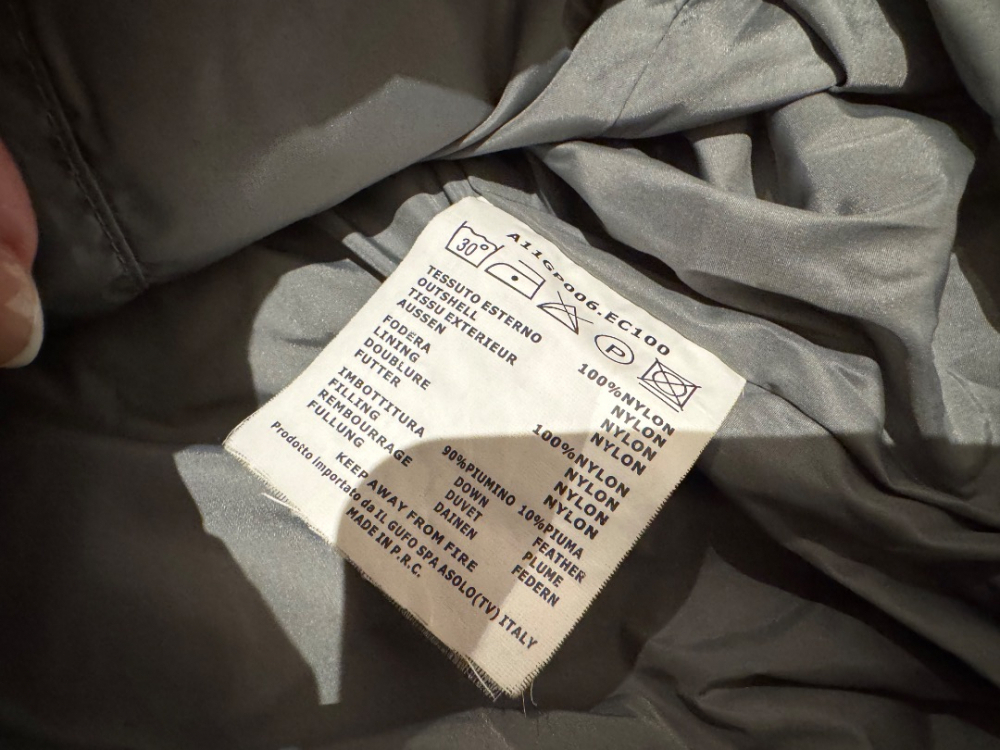 A11GP006.EC100
30°
P
TESSUTO ESTERNO 100%NYLON
OUTSHELL NYLON
TISSU EXTERIEUR NYLON
AUSSEN NYLON
FODERA 100%NYLON
LINING NYLON
DOUBLURE NYLON
FUTTER NYLON
IMBOTTITURA 90%PIUMINO 10%PIUMA
FILLING DOWN FEATHER
REMBOURRAGE DUVET PLUME
FULLUNG DAINEN FEDERN
KEEP AWAY FROM FIRE
Prodotto importato da IL GUFO SPA ASOLO(TV) ITALY
MADE IN P.R.C.